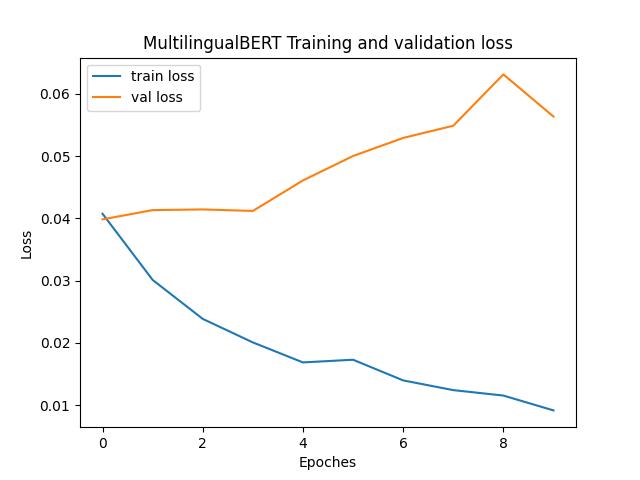 MultilingualBERT Training and validation loss
train loss
val loss
0.06
0.05
0.04
0.03
0.02
0.01
Loss
0 2 4 6 8
Epoches